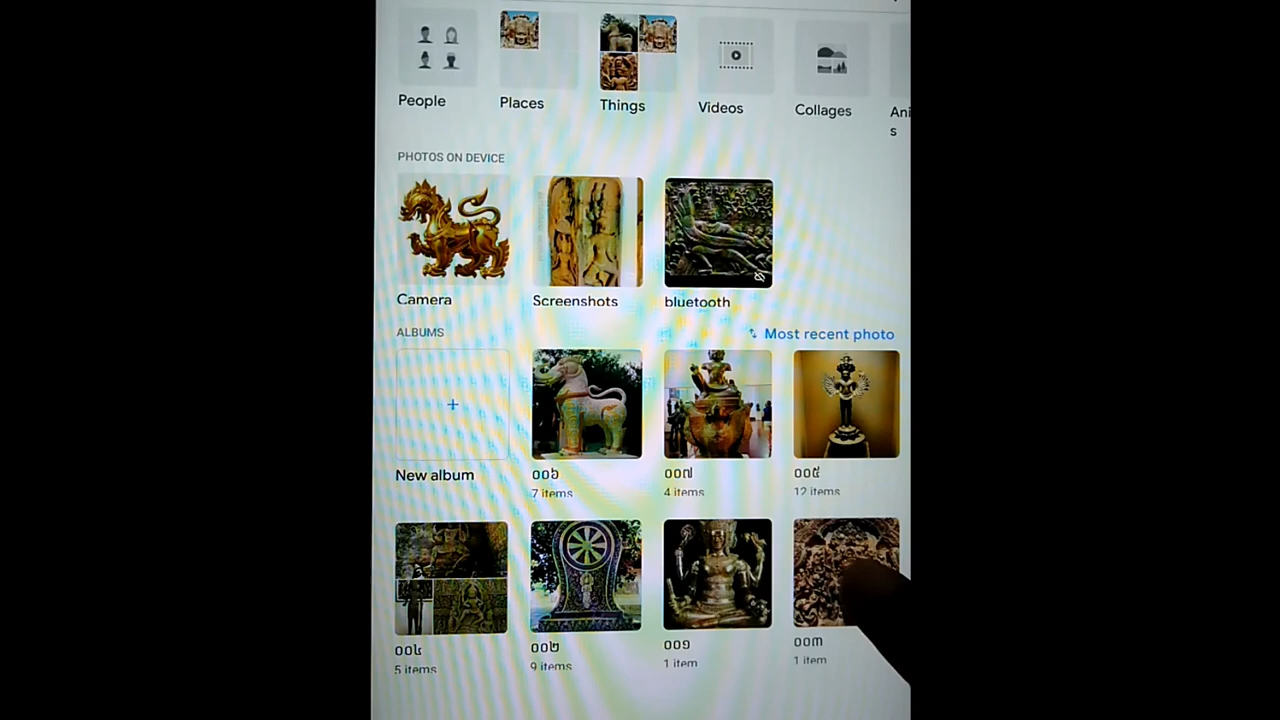 People
Places
Things
Videos
Collages
Ani
s
PHOTOS ON DEVICE
Camera
Screenshots
bluetooth
ALBUMS
Most recent photo
New album
០០៦
7 items
០០៧
4 items
០០៥
12 items
០០៤
5 items
០០២
9 items
០០១
1 item
០០៣
1 item